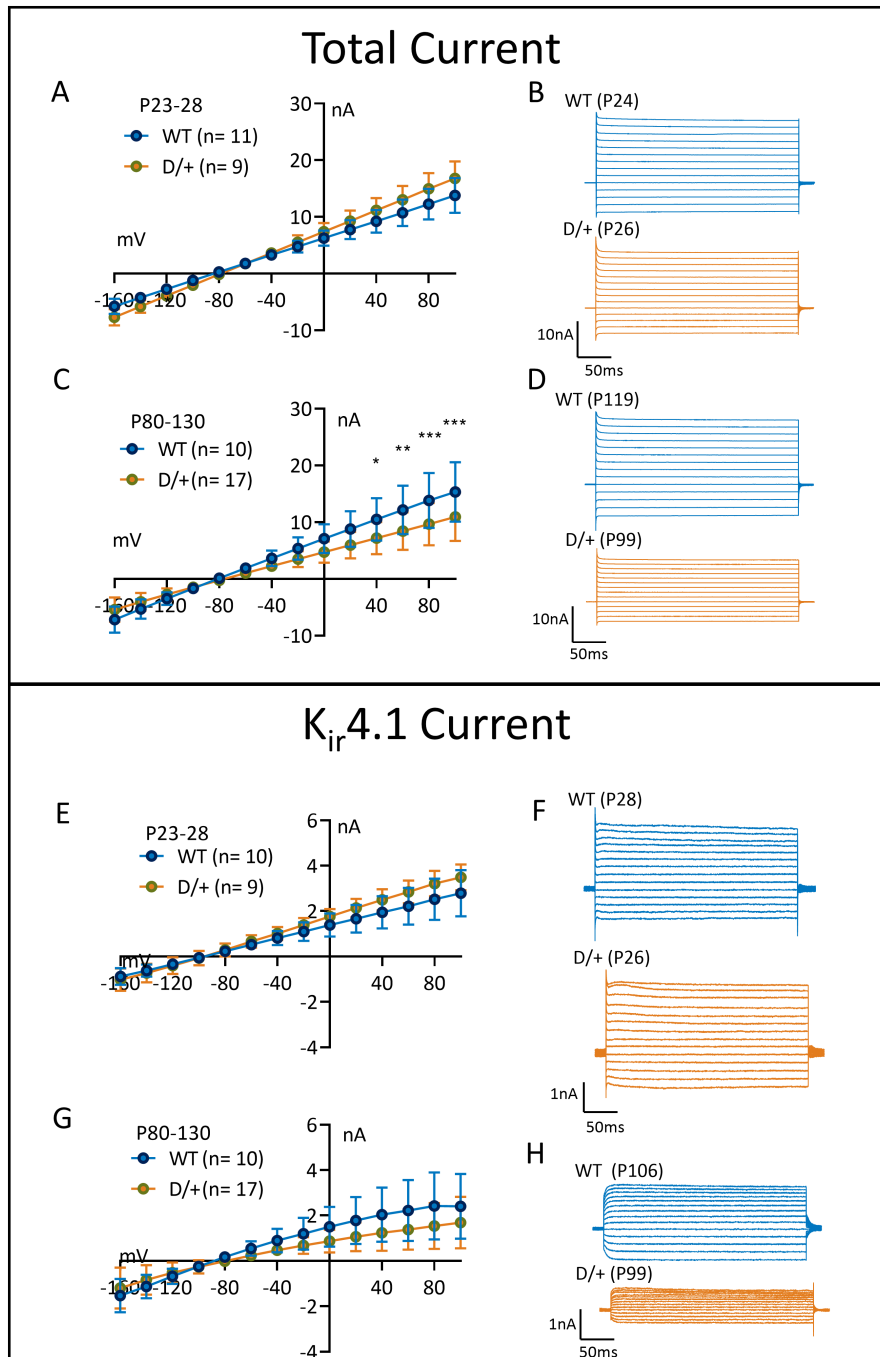 Total Current
A
P23-28
WT (n= 11)
D/+ (n= 9)
nA
mV
30
20
10
-10
-160 -120 -80 -40 40 80
B
WT (P24)
D/+ (P26)
10nA
50ms
C
P80-130
WT (n= 10)
D/+(n= 17)
nA
mV
30
20
10
-10
* ** *** ***
-160 -120 -80 -40 40 80
D
WT (P119)
D/+ (P99)
10nA
50ms
Kir4.1 Current
E
P23-28
WT (n= 10)
D/+ (n= 9)
nA
mV
6
4
2
-2
-4
-160 -120 -80 -40 40 80
F
WT (P28)
D/+ (P26)
1nA
50ms
G
P80-130
WT (n= 10)
D/+(n= 17)
nA
mV
6
4
2
-2
-4
-160 -120 -80 -40 40 80
H
WT (P106)
D/+ (P99)
1nA
50ms